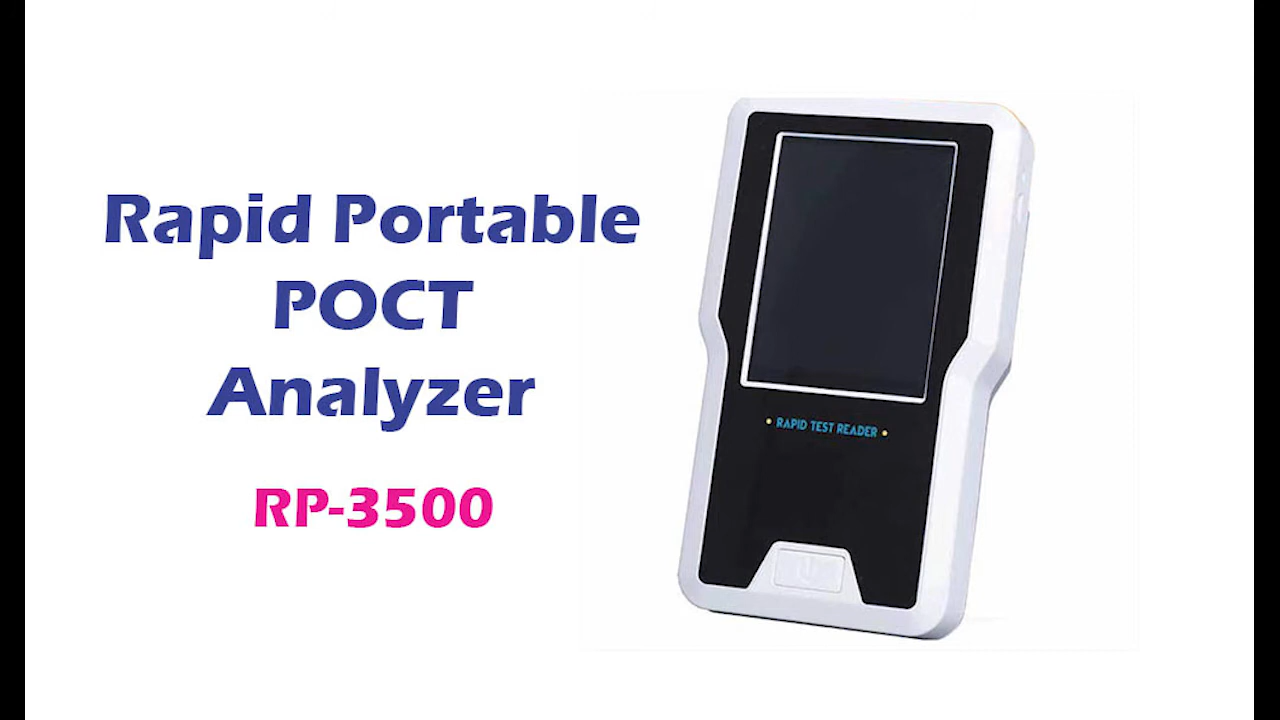 Rapid Portable
POCT
Analyzer
RP-3500
• RAPID TEST READER •